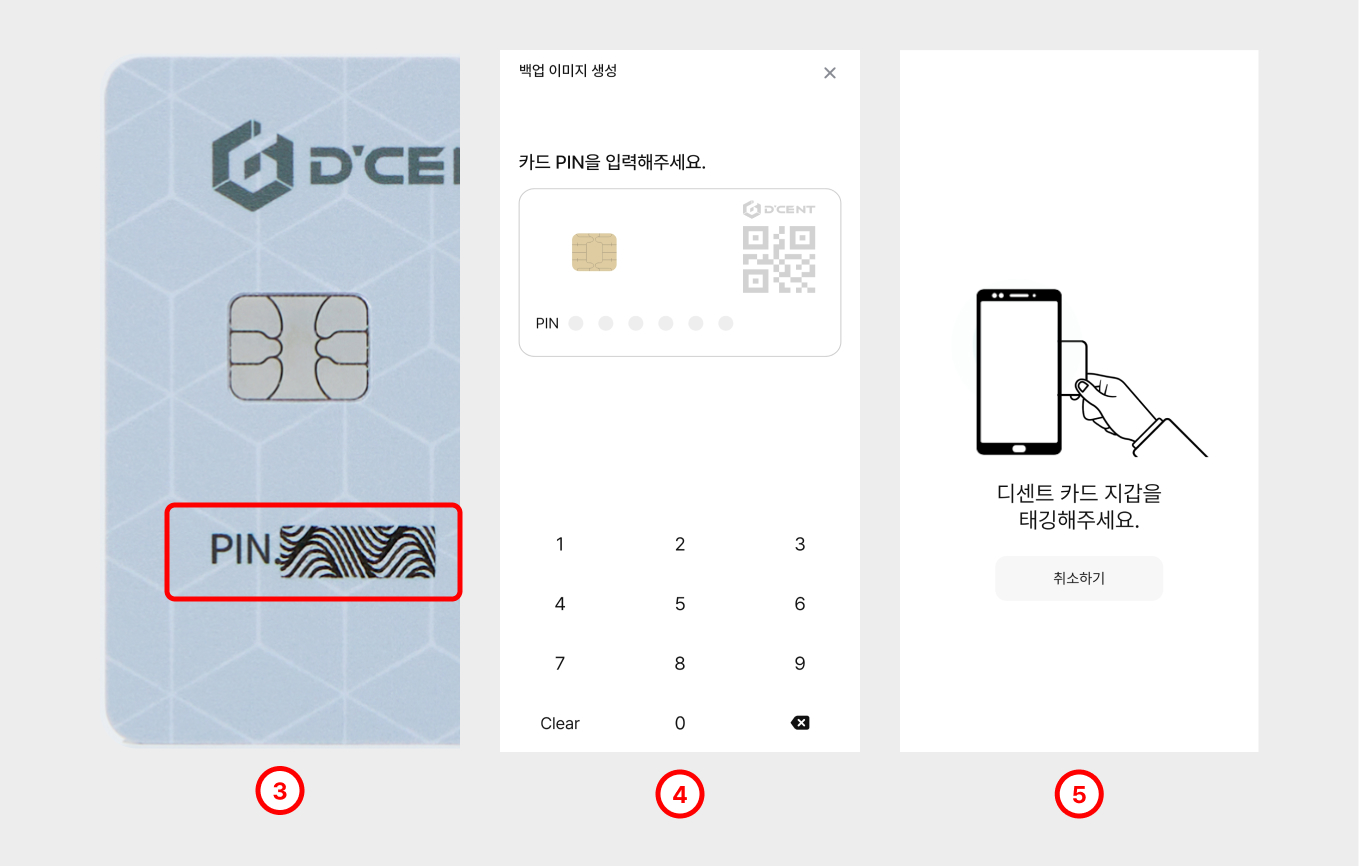 D'CENT
PIN.
3
백업 이미지 생성
카드 PIN을 입력해주세요.
D'CENT
PIN
1 2 3
4 5 6
7 8 9
Clear 0
4
디센트 카드 지갑을
태깅해주세요.
취소하기
5